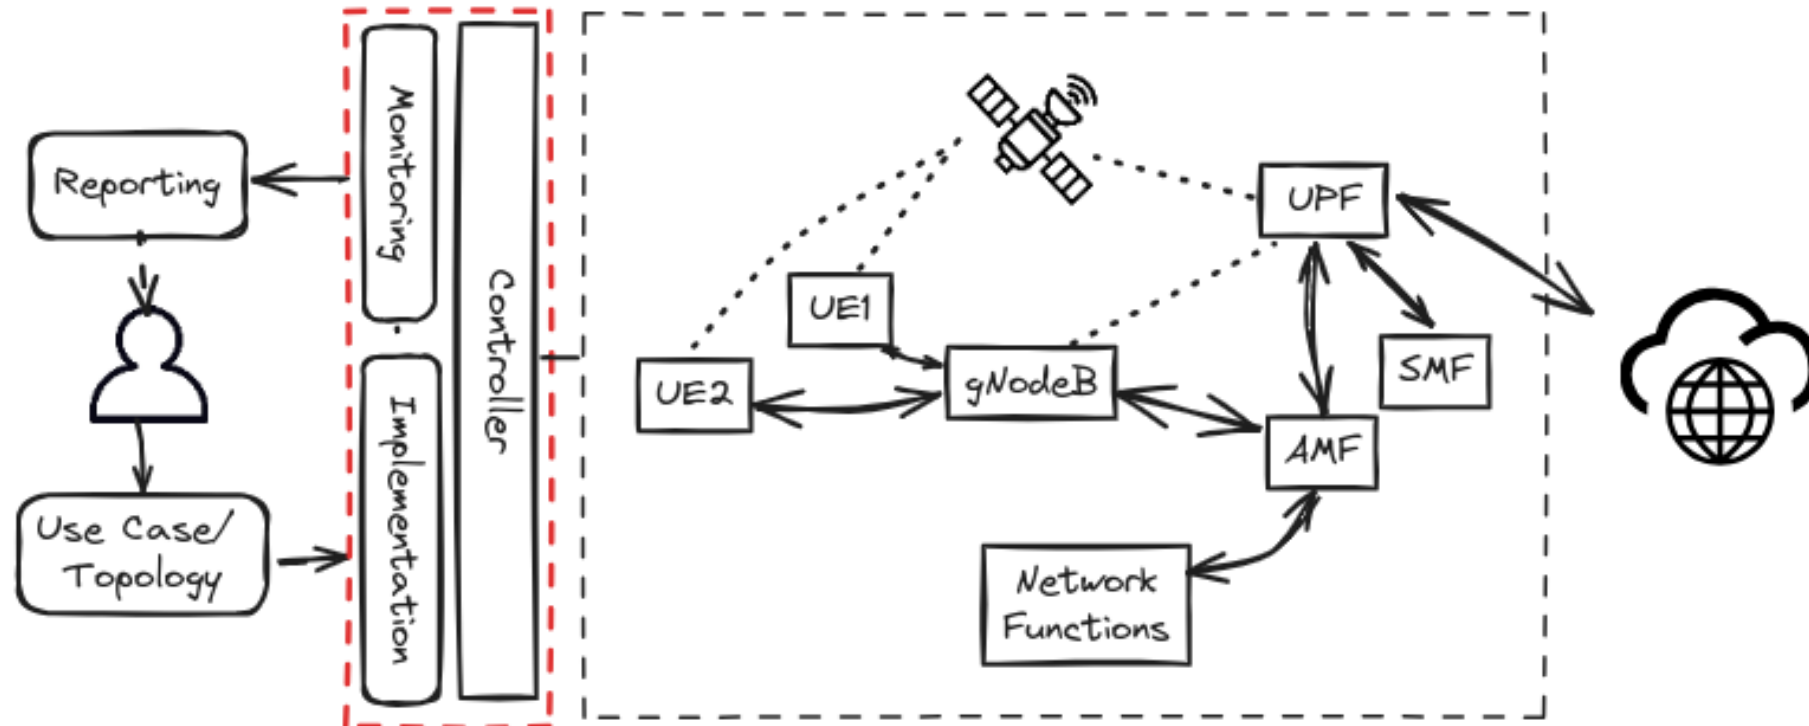 Reporting
Use Case/
Topology
Monitoring
Implementation
Controller
UE1
UE2
gNodeB
UPF
SMF
AMF
Network
Functions